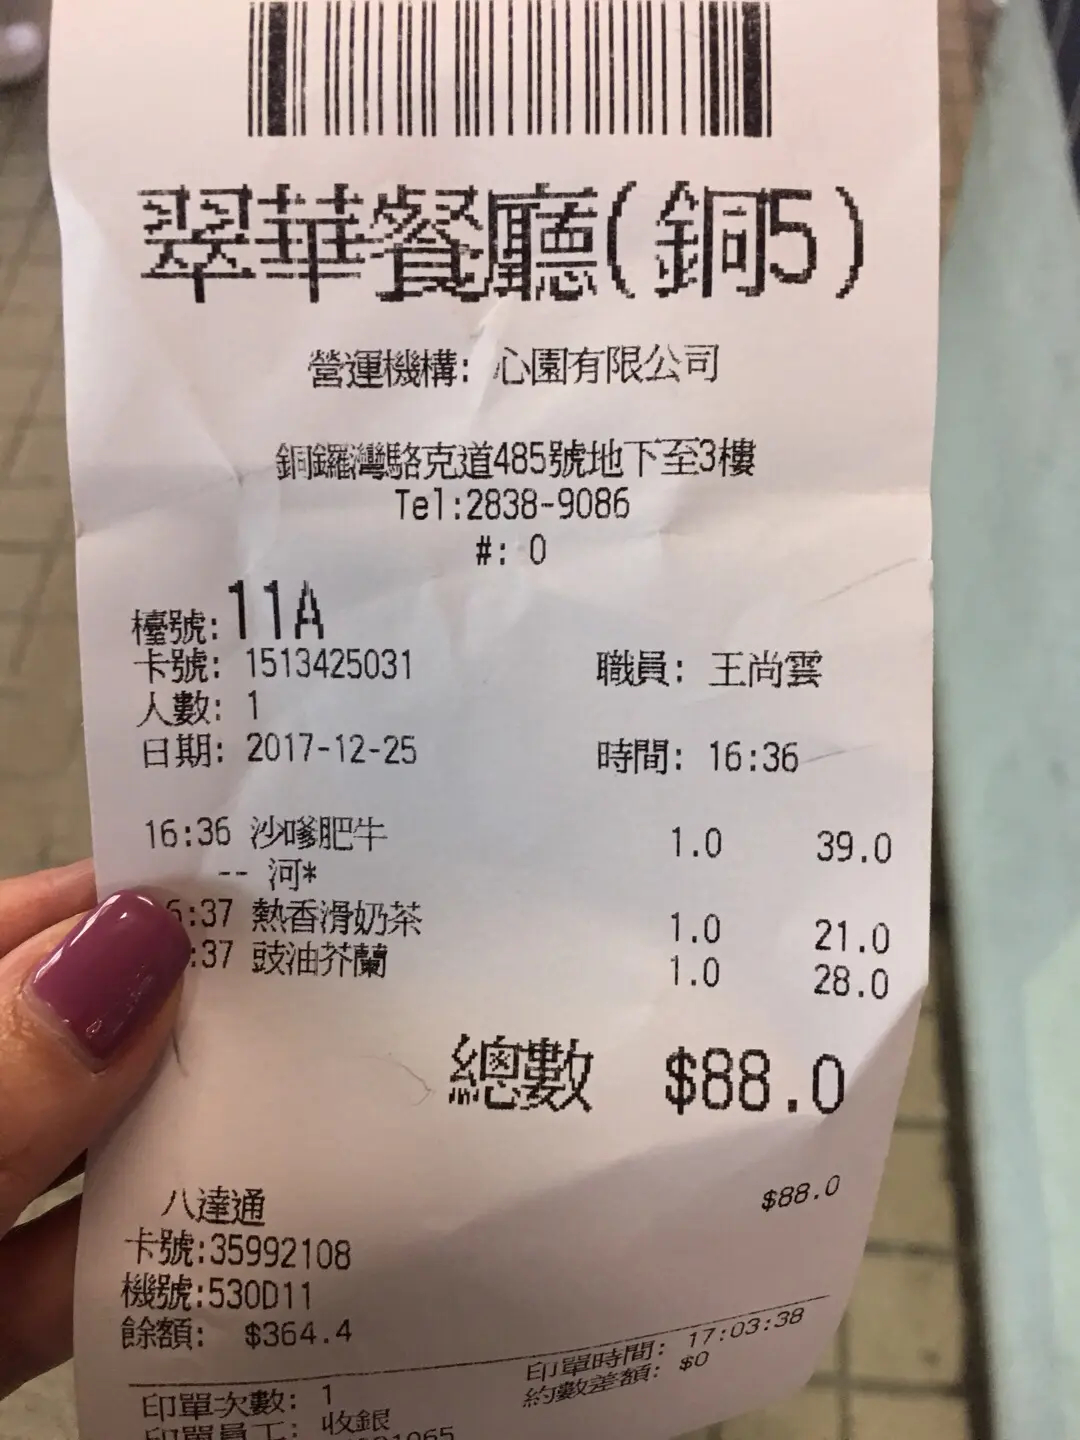 翠華餐廳(銅5)
營運機構: 心園有限公司
銅鑼灣駱克道485號地下至3樓
Tel:2838-9086
#: 0
檯號:11A
卡號: 1513425031 職員: 王尚雲
人數: 1
日期: 2017-12-25 時間: 16:36
16:36 沙嗲肥牛 1.0 39.0
-- 河*
6:37 熱香滑奶茶 1.0 21.0
:37 豉油芥蘭 1.0 28.0
總數 $88.0
八達通 $88.0
卡號:35992108
機號:530D11
餘額: $364.4
印單次數: 1 印單時間: 17:03:38
印單員工: 收銀 約數差額: $0